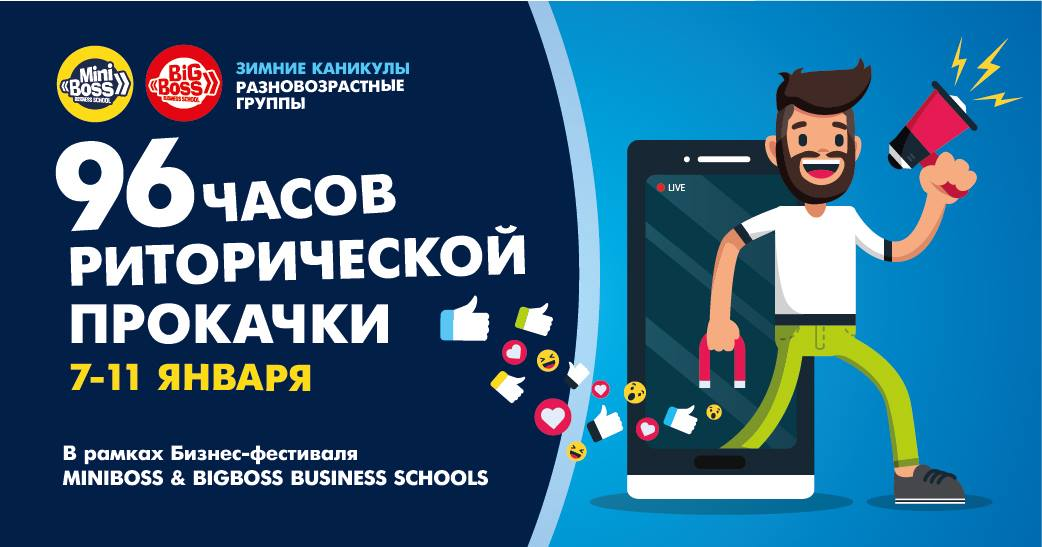 Mini
BOSS
BUSINESS SCHOOL
BiG
BOSS
BUSINESS SCHOOL
ЗИМНИЕ КАНИКУЛЫ
РАЗНОВОЗРАСТНЫЕ
ГРУППЫ
96 ЧАСОВ
РИТОРИЧЕСКОЙ
ПРОКАЧКИ
7-11 ЯНВАРЯ
В рамках Бизнес-фестиваля
MINIBOSS & BIGBOSS BUSINESS SCHOOLS
LIVE